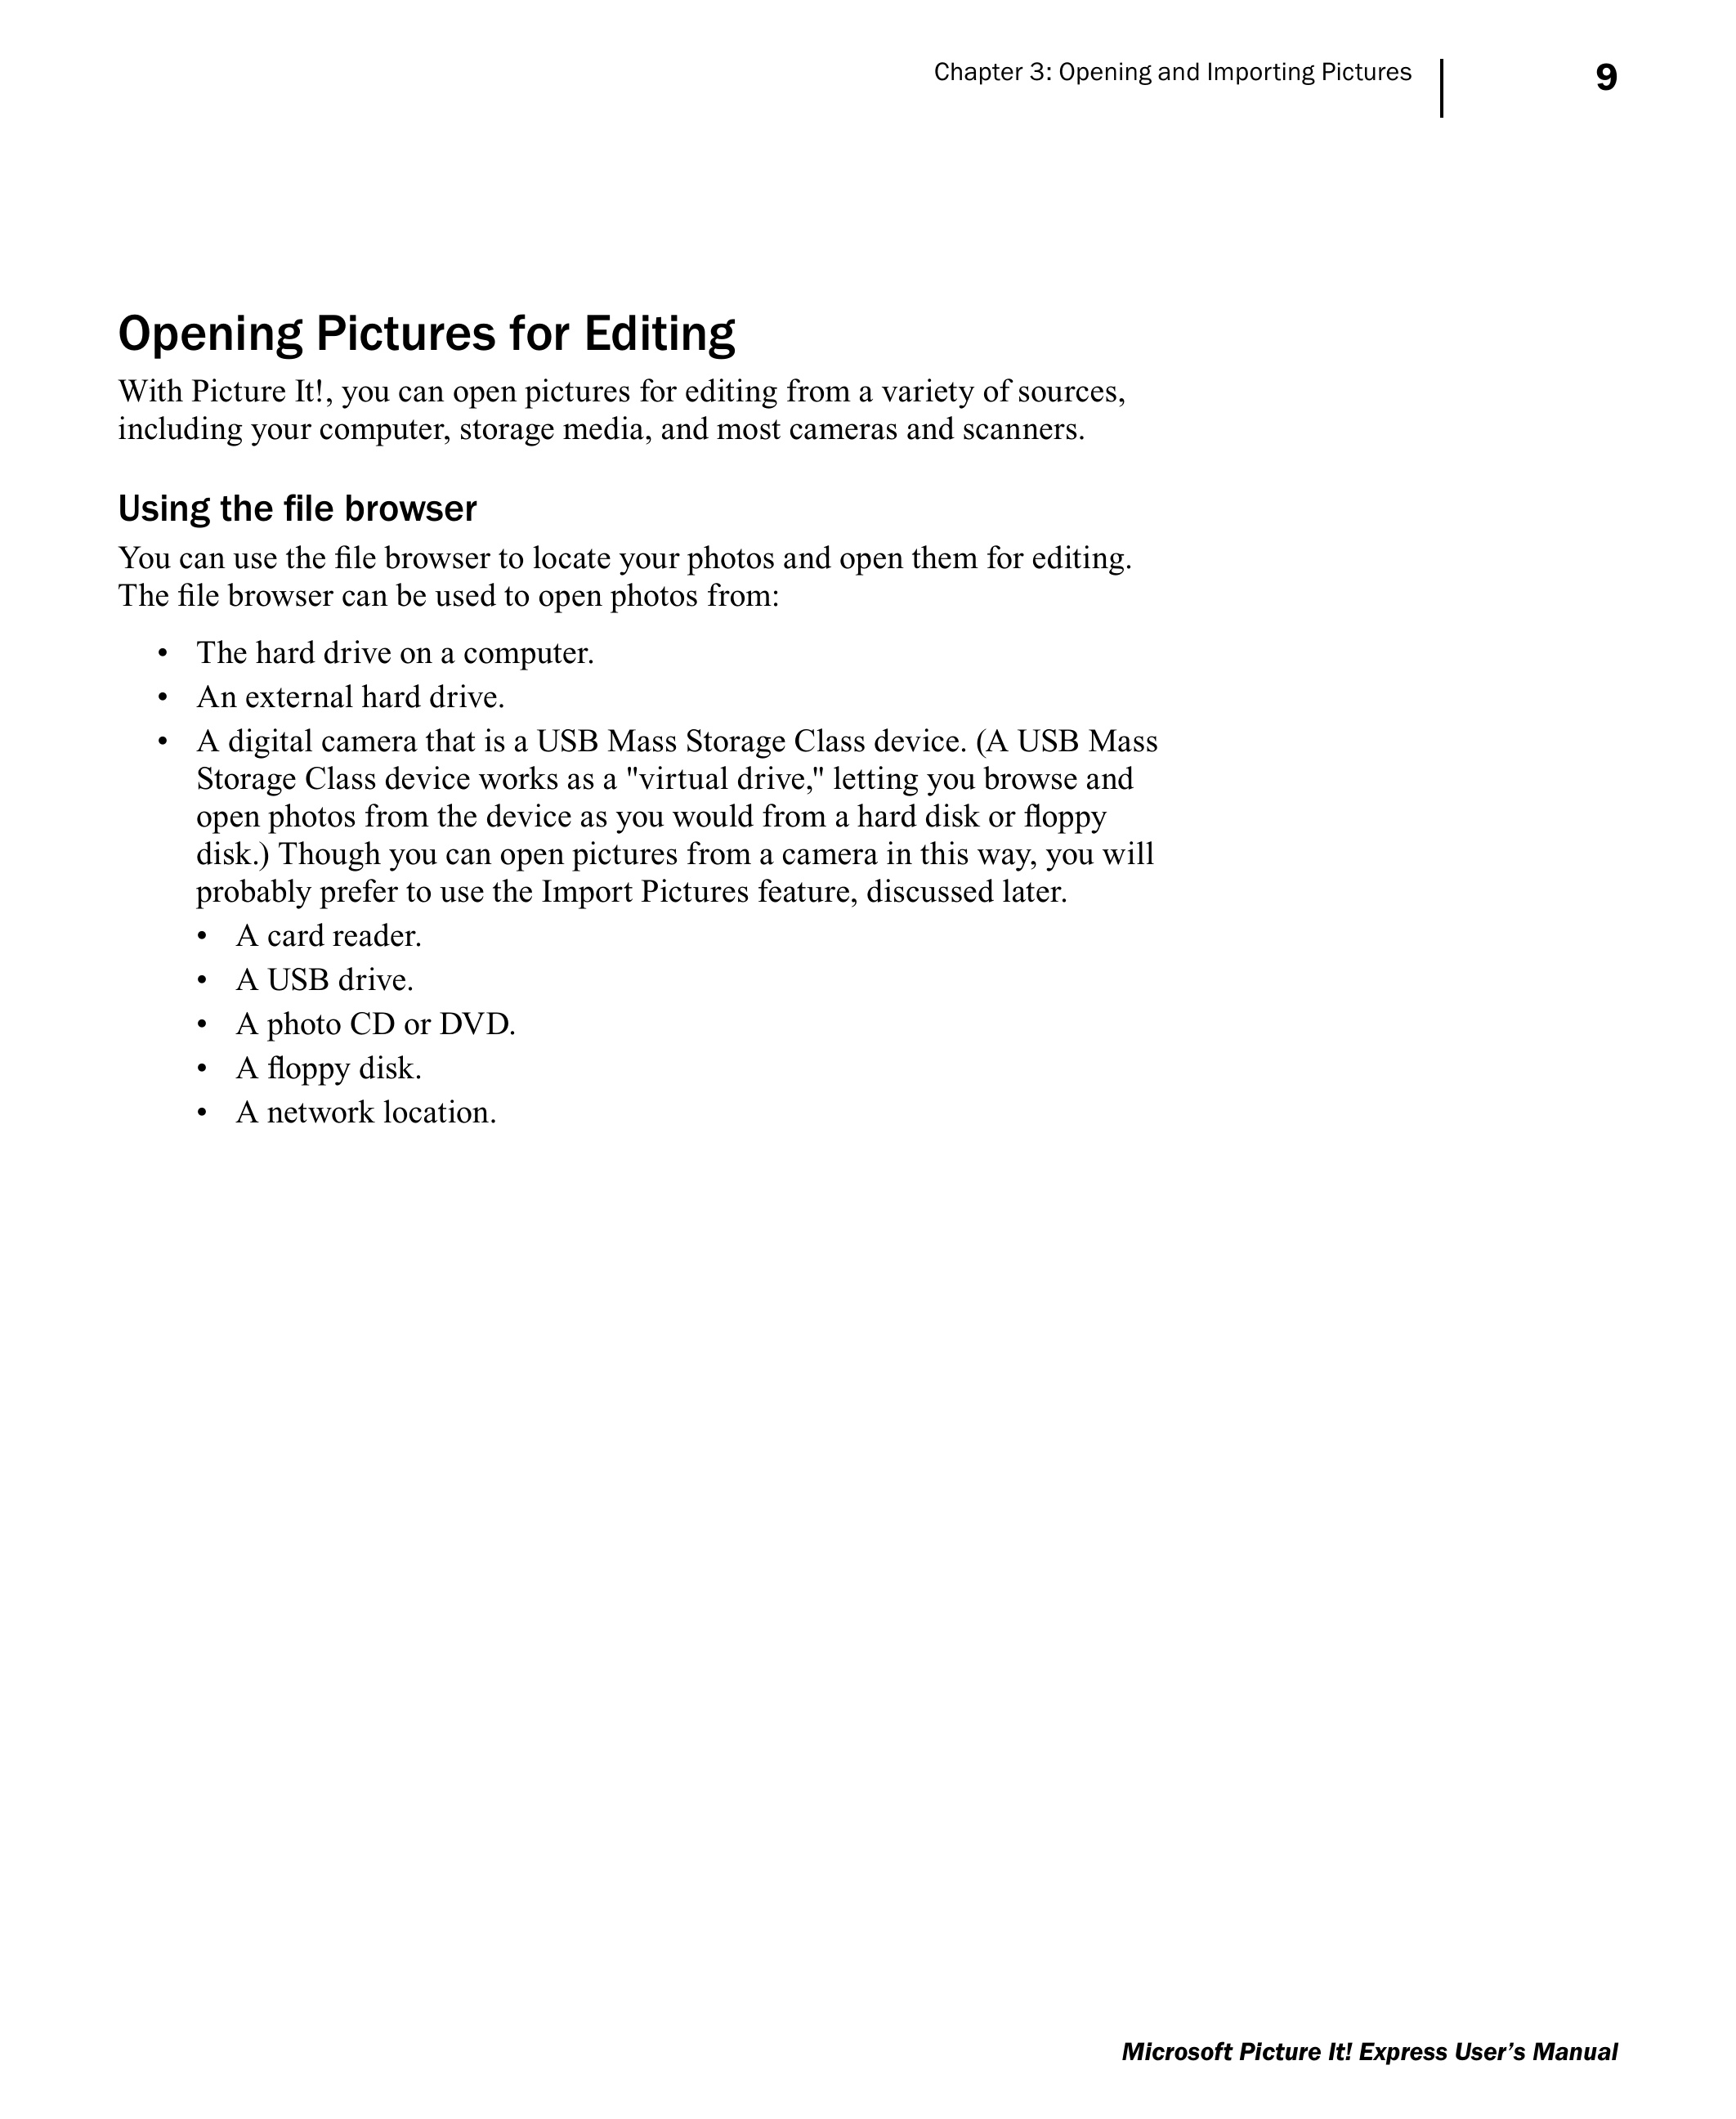 Chapter 3: Opening and Importing Pictures 9
Opening Pictures for Editing
With Picture It!, you can open pictures for editing from a variety of sources,
including your computer, storage media, and most cameras and scanners.
Using the file browser
You can use the file browser to locate your photos and open them for editing.
The file browser can be used to open photos from:
• The hard drive on a computer.
• An external hard drive.
• A digital camera that is a USB Mass Storage Class device. (A USB Mass
Storage Class device works as a "virtual drive," letting you browse and
open photos from the device as you would from a hard disk or floppy
disk.) Though you can open pictures from a camera in this way, you will
probably prefer to use the Import Pictures feature, discussed later.
• A card reader.
• A USB drive.
• A photo CD or DVD.
• A floppy disk.
• A network location.
Microsoft Picture It! Express User’s Manual